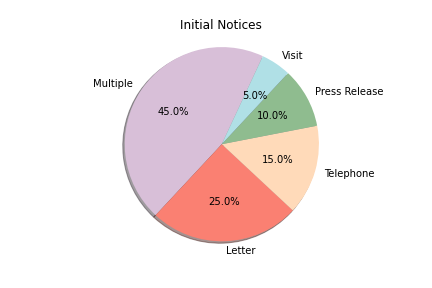 Initial Notices
Visit
Multiple
Press Release
5.0%
45.0%
10.0%
15.0%
Telephone
25.0%
Letter